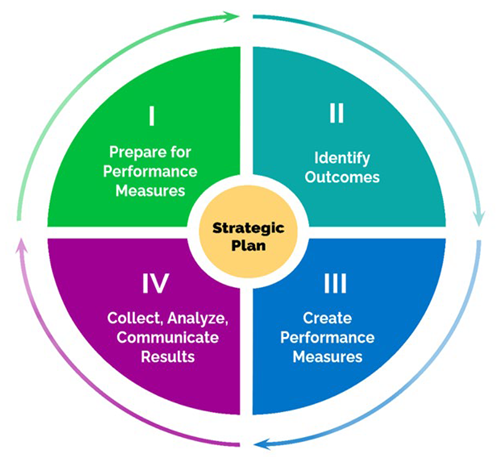 I
Prepare for
Performance
Measures
II
Identify
Outcomes
Strategic
Plan
III
Create
Performance
Measures
IV
Collect, Analyze,
Communicate
Results